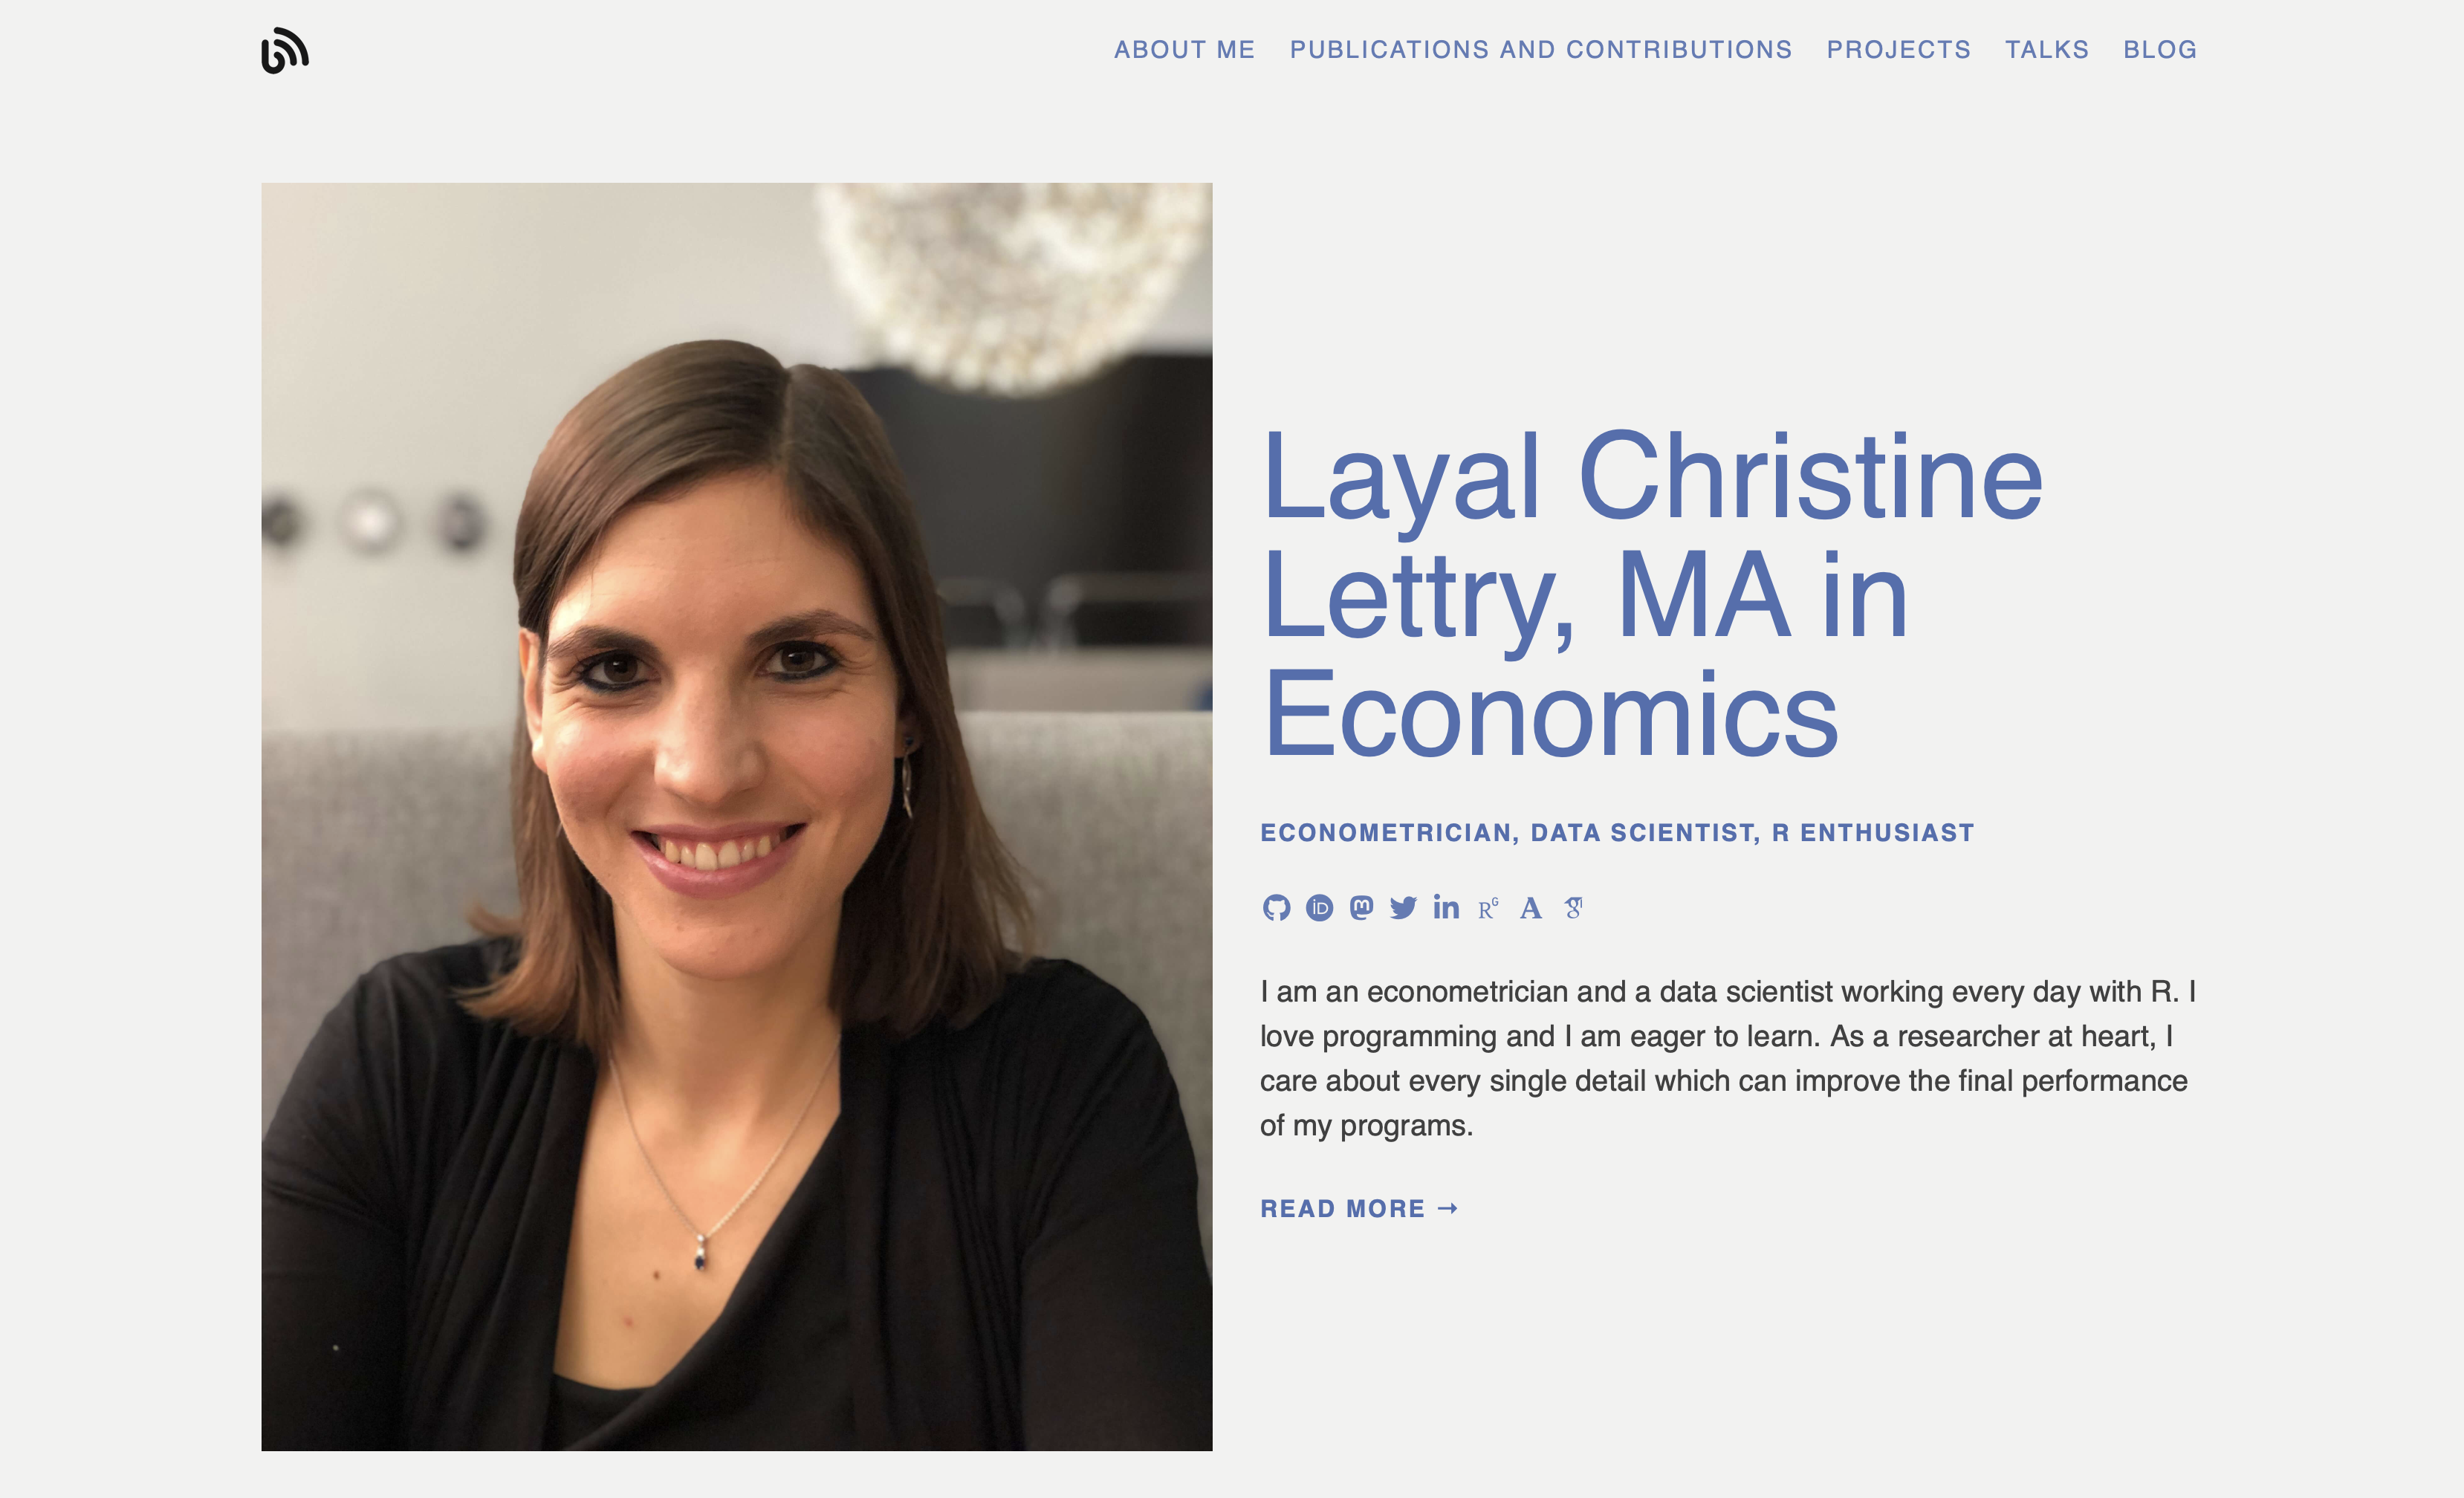 ABOUT ME PUBLICATIONS AND CONTRIBUTIONS PROJECTS TALKS BLOG
Layal Christine
Lettry, MA in
Economics
ECONOMETRICIAN, DATA SCIENTIST, R ENTHUSIAST
I am an econometrician and a data scientist working every day with R. I
love programming and I am eager to learn. As a researcher at heart, I
care about every single detail which can improve the final performance
of my programs.
READ MORE →